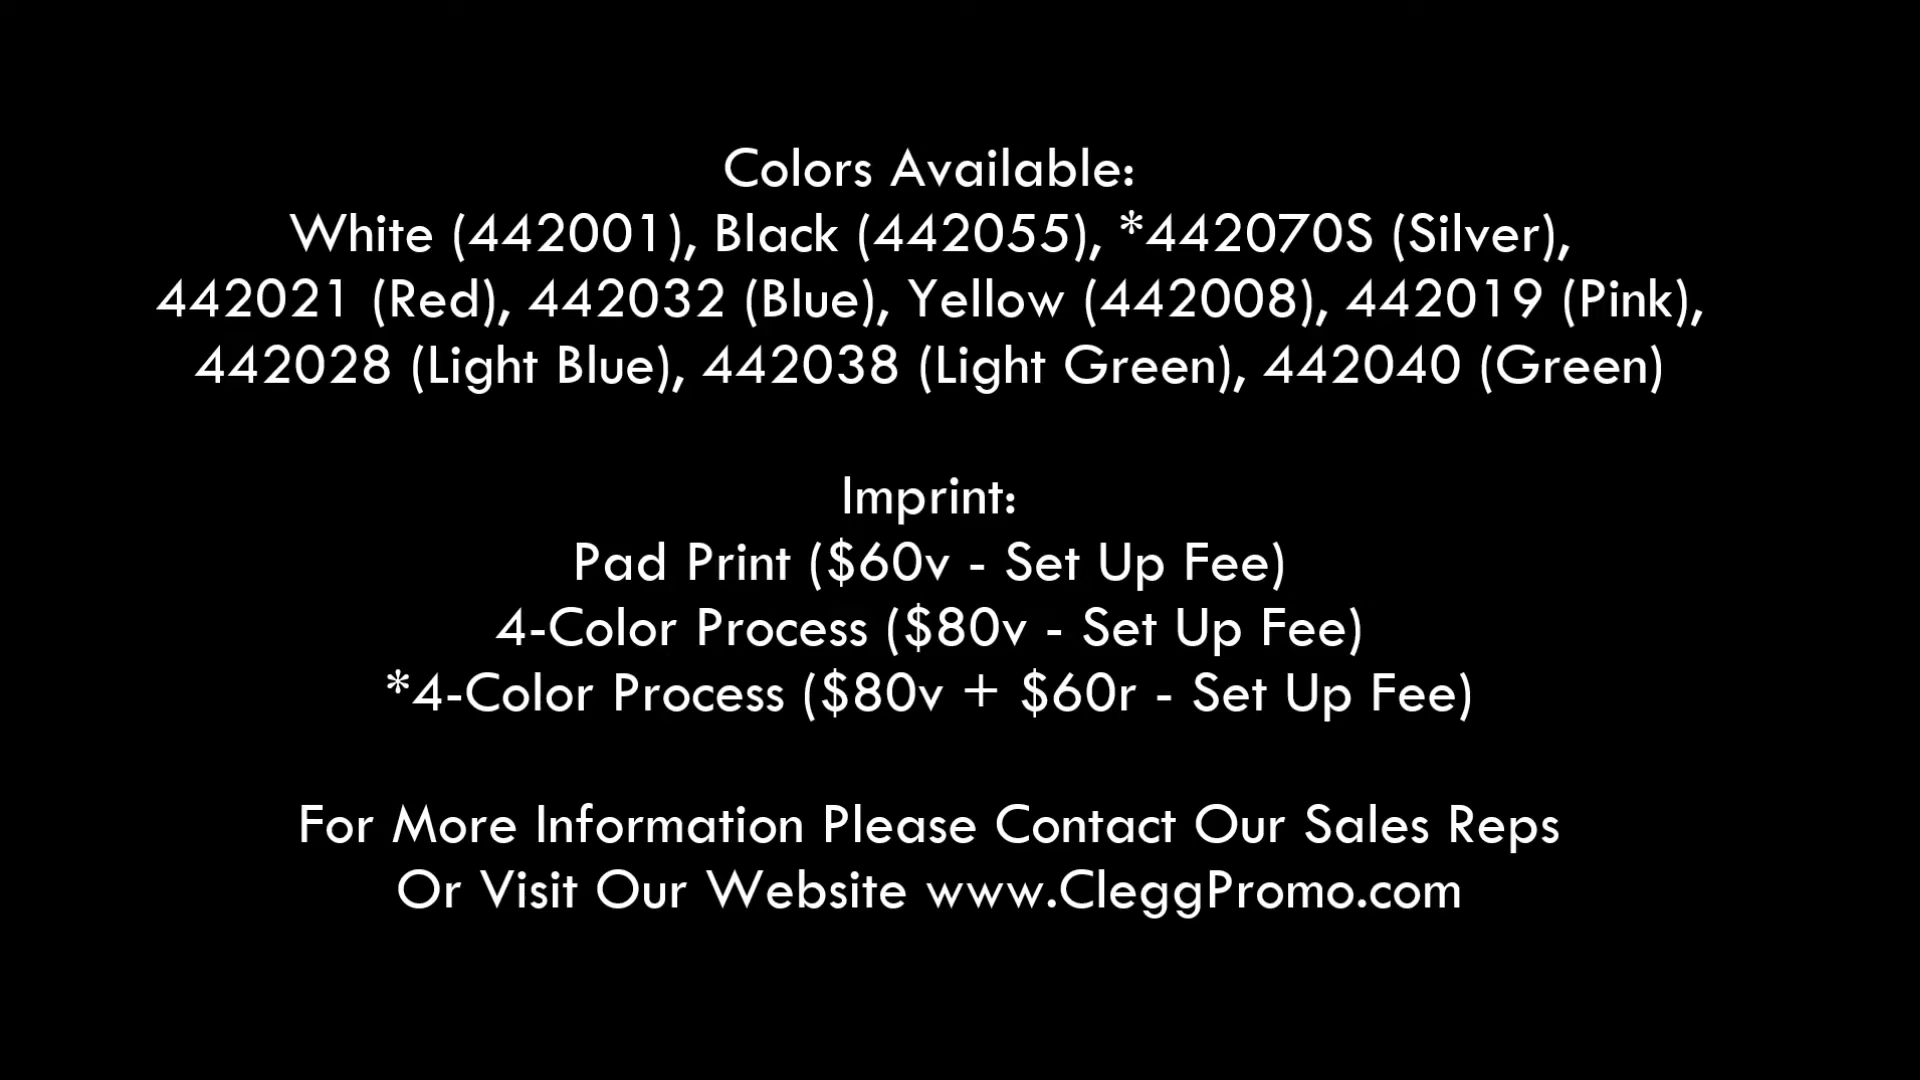 Colors Available:
White (442001), Black (442055), *442070S (Silver),
442021 (Red), 442032 (Blue), Yellow (442008), 442019 (Pink),
442028 (Light Blue), 442038 (Light Green), 442040 (Green)
Imprint:
Pad Print ($60v - Set Up Fee)
4-Color Process ($80v - Set Up Fee)
*4-Color Process ($80v + $60r - Set Up Fee)
For More Information Please Contact Our Sales Reps
Or Visit Our Website www.CleggPromo.com